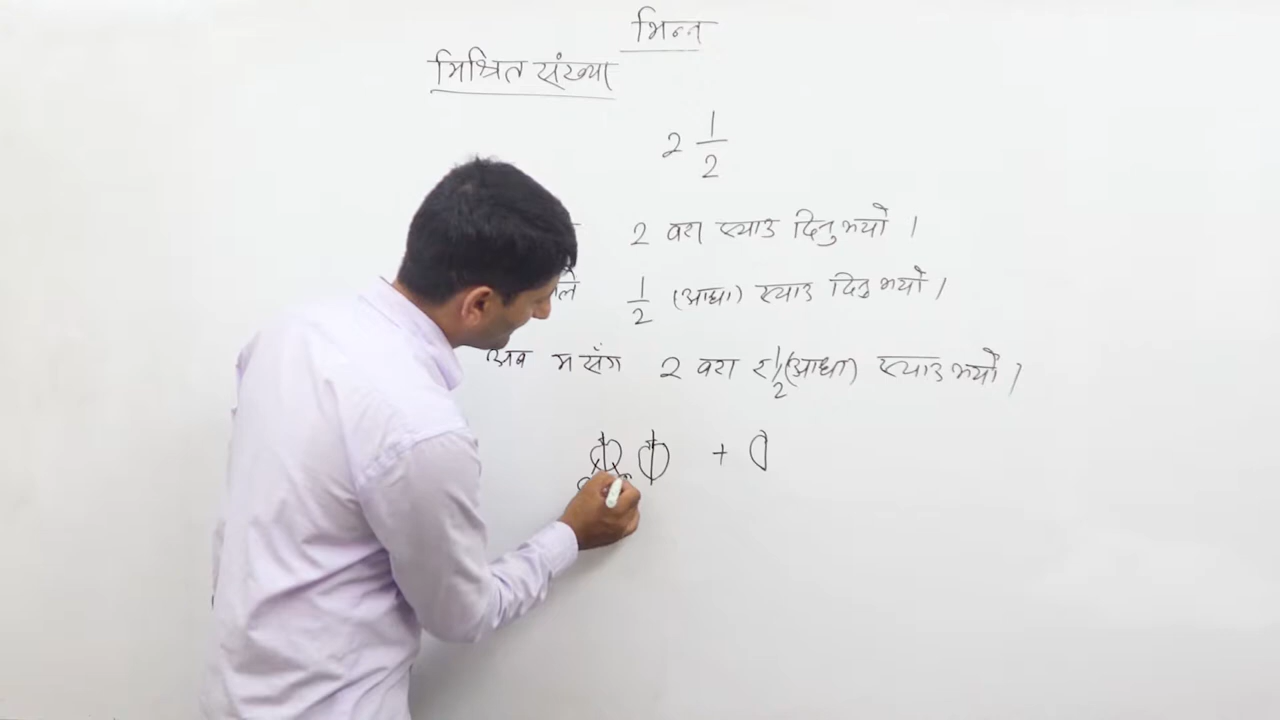 भिन्न
मिश्रित संख्या
2 1/2
2 वटा स्याउ दिनुभयो ।
ले 1/2 (आधा) स्याउ दिनुभयो ।
अब म सँग 2 वटा र 1/2 (आधा) स्याउ भयो ।
+